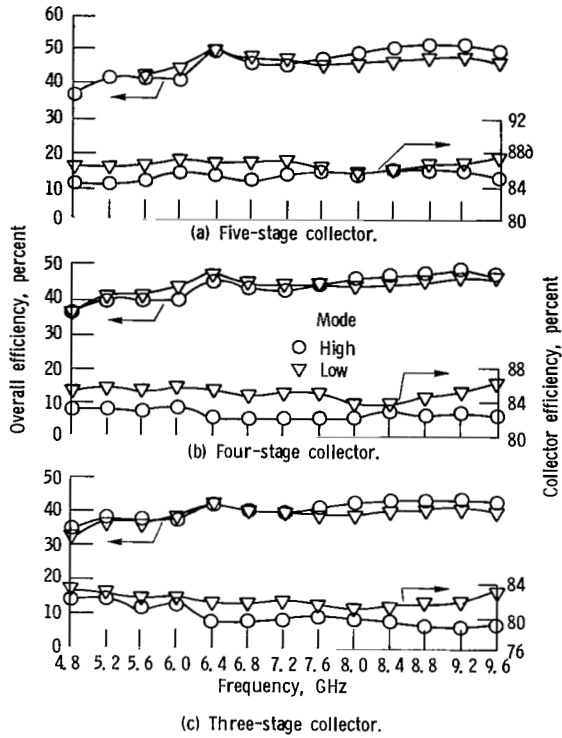 60
50
40
30
20
10
0
92
88
84
80
(a) Five-stage collector.
50
40
30
20
10
0
Mode
High
Low
88
84
80
(b) Four-stage collector.
Overall efficiency, percent
Collector efficiency, percent
50
40
30
20
10
0
84
80
76
4.8 5.2 5.6 6.0 6.4 6.8 7.2 7.6 8.0 8.4 8.8 9.2 9.6
Frequency, GHz
(c) Three-stage collector.